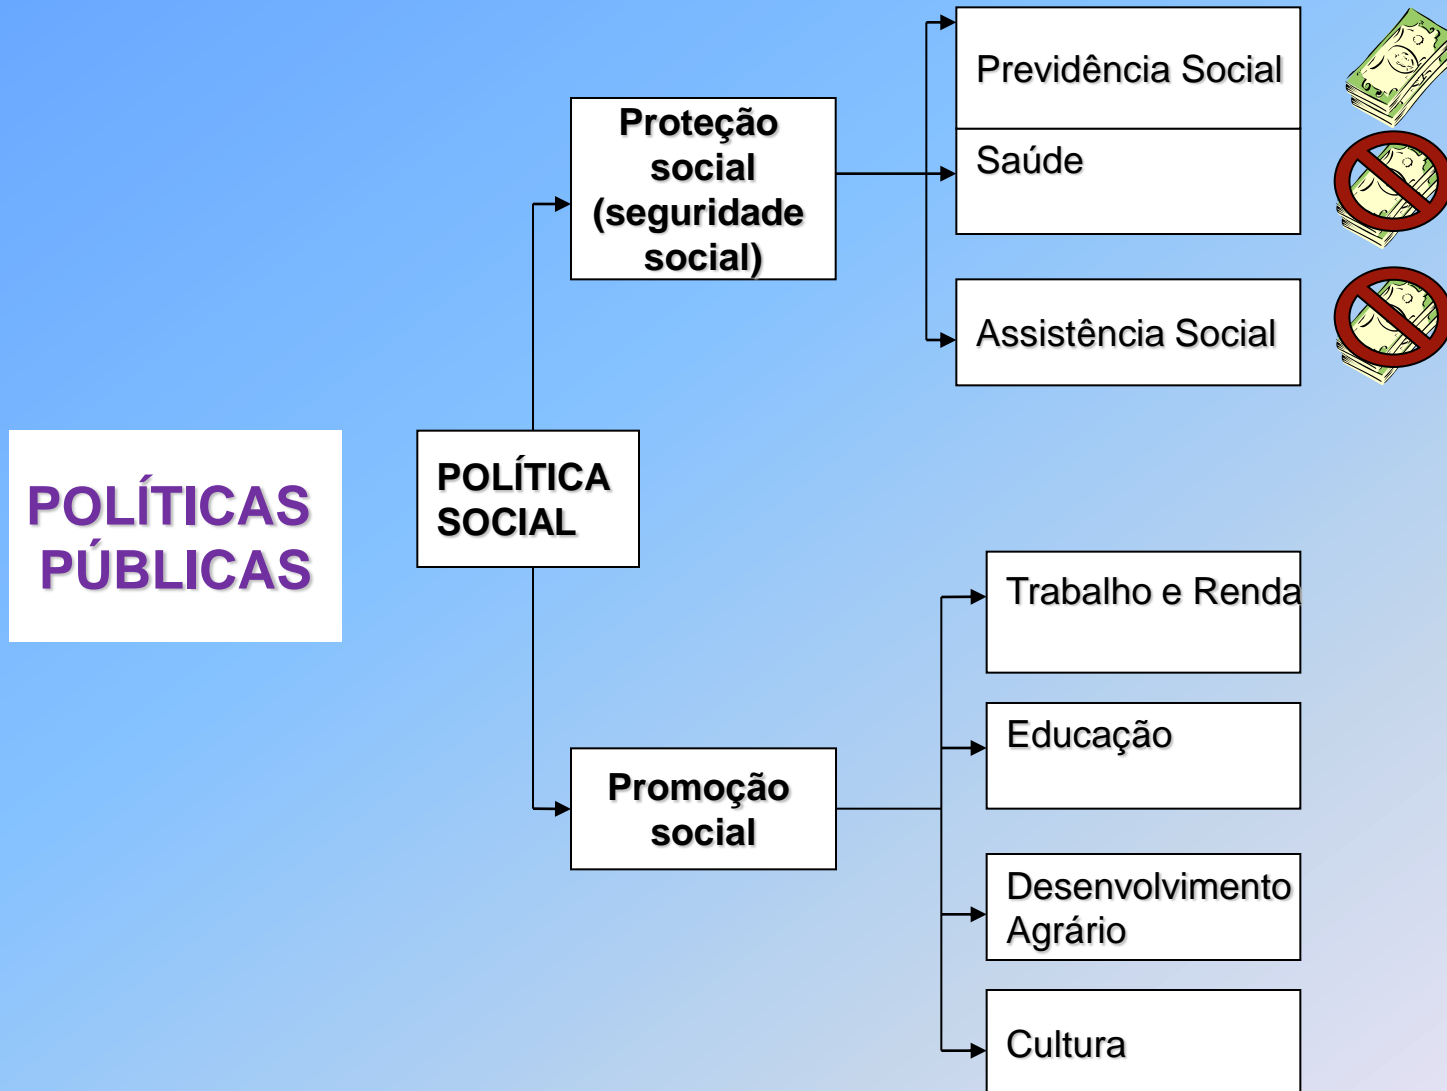 POLÍTICAS
PÚBLICAS
POLÍTICA
SOCIAL
Proteção
social
(seguridade
social)
Previdência Social
Saúde
Assistência Social
Promoção
social
Trabalho e Renda
Educação
Desenvolvimento
Agrário
Cultura